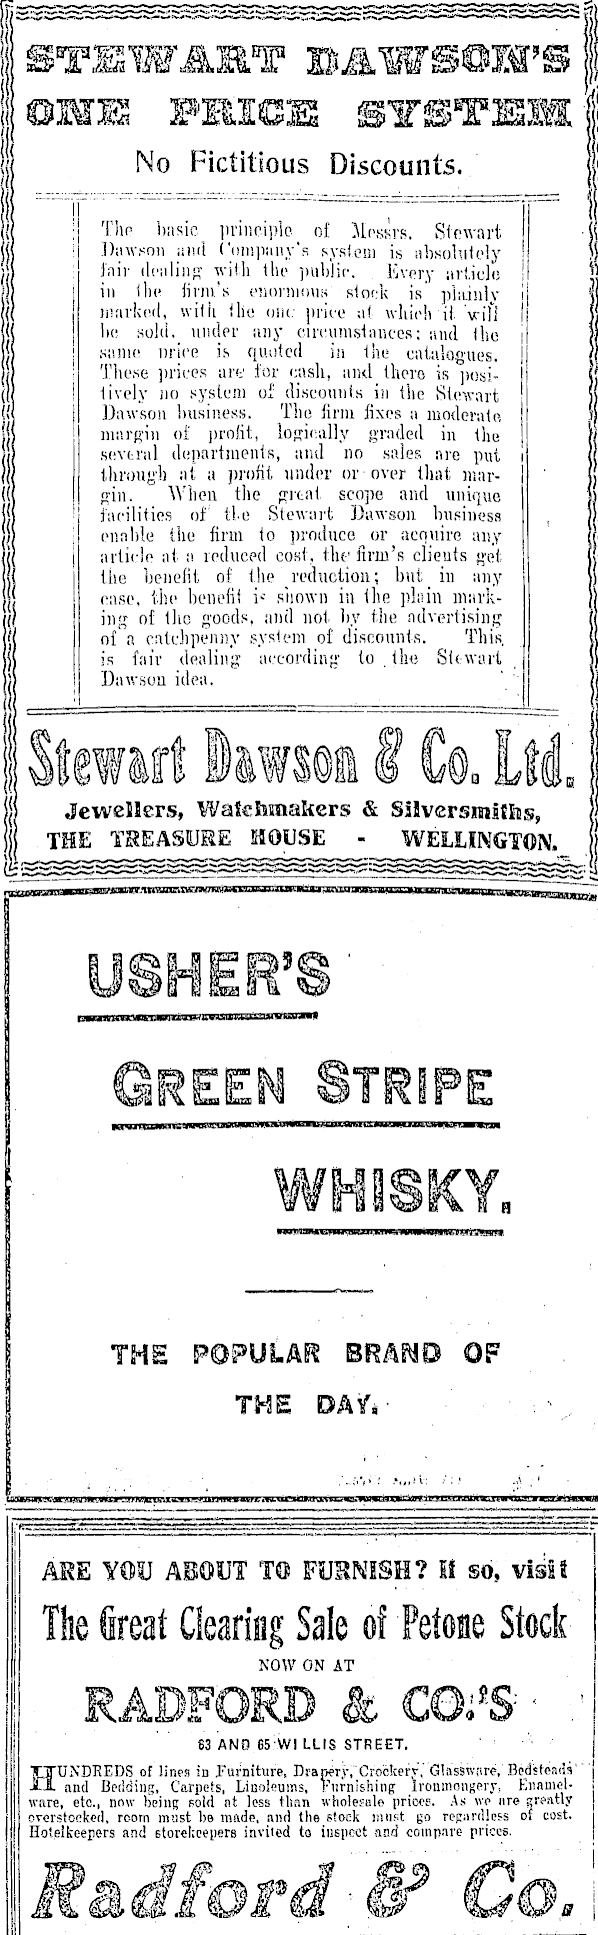 STEWART DAWSON'S
ONE PRICE SYSTEM
No Fictitious Discounts.
The basic principle of Messrs. Stewart
Dawson and Company's system is absolutely
fair dealing with the public. Every article
in the firm's enormous stock is plainly
marked, with the one price at which it will
be sold, under any circumstances; and the
same price is quoted in the catalogues.
These prices are for cash, and there is posi-
tively no system of discounts in the Stewart
Dawson business. The firm fixes a moderate
margin of profit, logically graded in the
several departments, and no sales are put
through at a profit under or over that mar-
gin. When the great scope and unique
facilities of the Stewart Dawson business
enable the firm to produce or acquire any
article at a reduced cost, the firm's clients get
the benefit of the reduction; but in any
case, the benefit is shown in the plain mark-
ing of the goods, and not by the advertising
of a catchpenny system of discounts. This
is fair dealing according to the Stewart
Dawson idea.
Stewart Dawson & Co. Ltd.
Jewellers, Watchmakers & Silversmiths,
THE TREASURE HOUSE - WELLINGTON.
USHER'S
GREEN STRIPE
WHISKY.
THE POPULAR BRAND OF
THE DAY.
ARE YOU ABOUT TO FURNISH? If so, visit
The Great Clearing Sale of Petone Stock
NOW ON AT
RADFORD & CO.'S
63 AND 65 WILLIS STREET.
HUNDREDS of lines in Furniture, Drapery, Crockery, Glassware, Bedsteads
and Bedding, Carpets, Linoleums, Furnishing Ironmongery, Enamel-
ware, etc., now being sold at less than wholesale prices. As we are greatly
overstocked, room must be made, and the stock must go regardless of cost.
Hotelkeepers and storekeepers invited to inspect and compare prices.
Radford & Co.